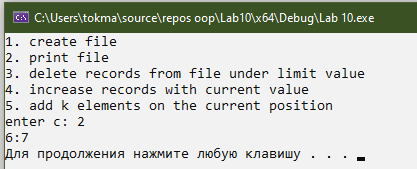 C:\Users\tokma\source\repos oop\Lab10\x64\Debug\Lab 10.exe
1. create file
2. print file
3. delete records from file under limit value
4. increase records with current value
5. add k elements on the current position
enter c: 2
6:7
Для продолжения нажмите любую клавишу . . .